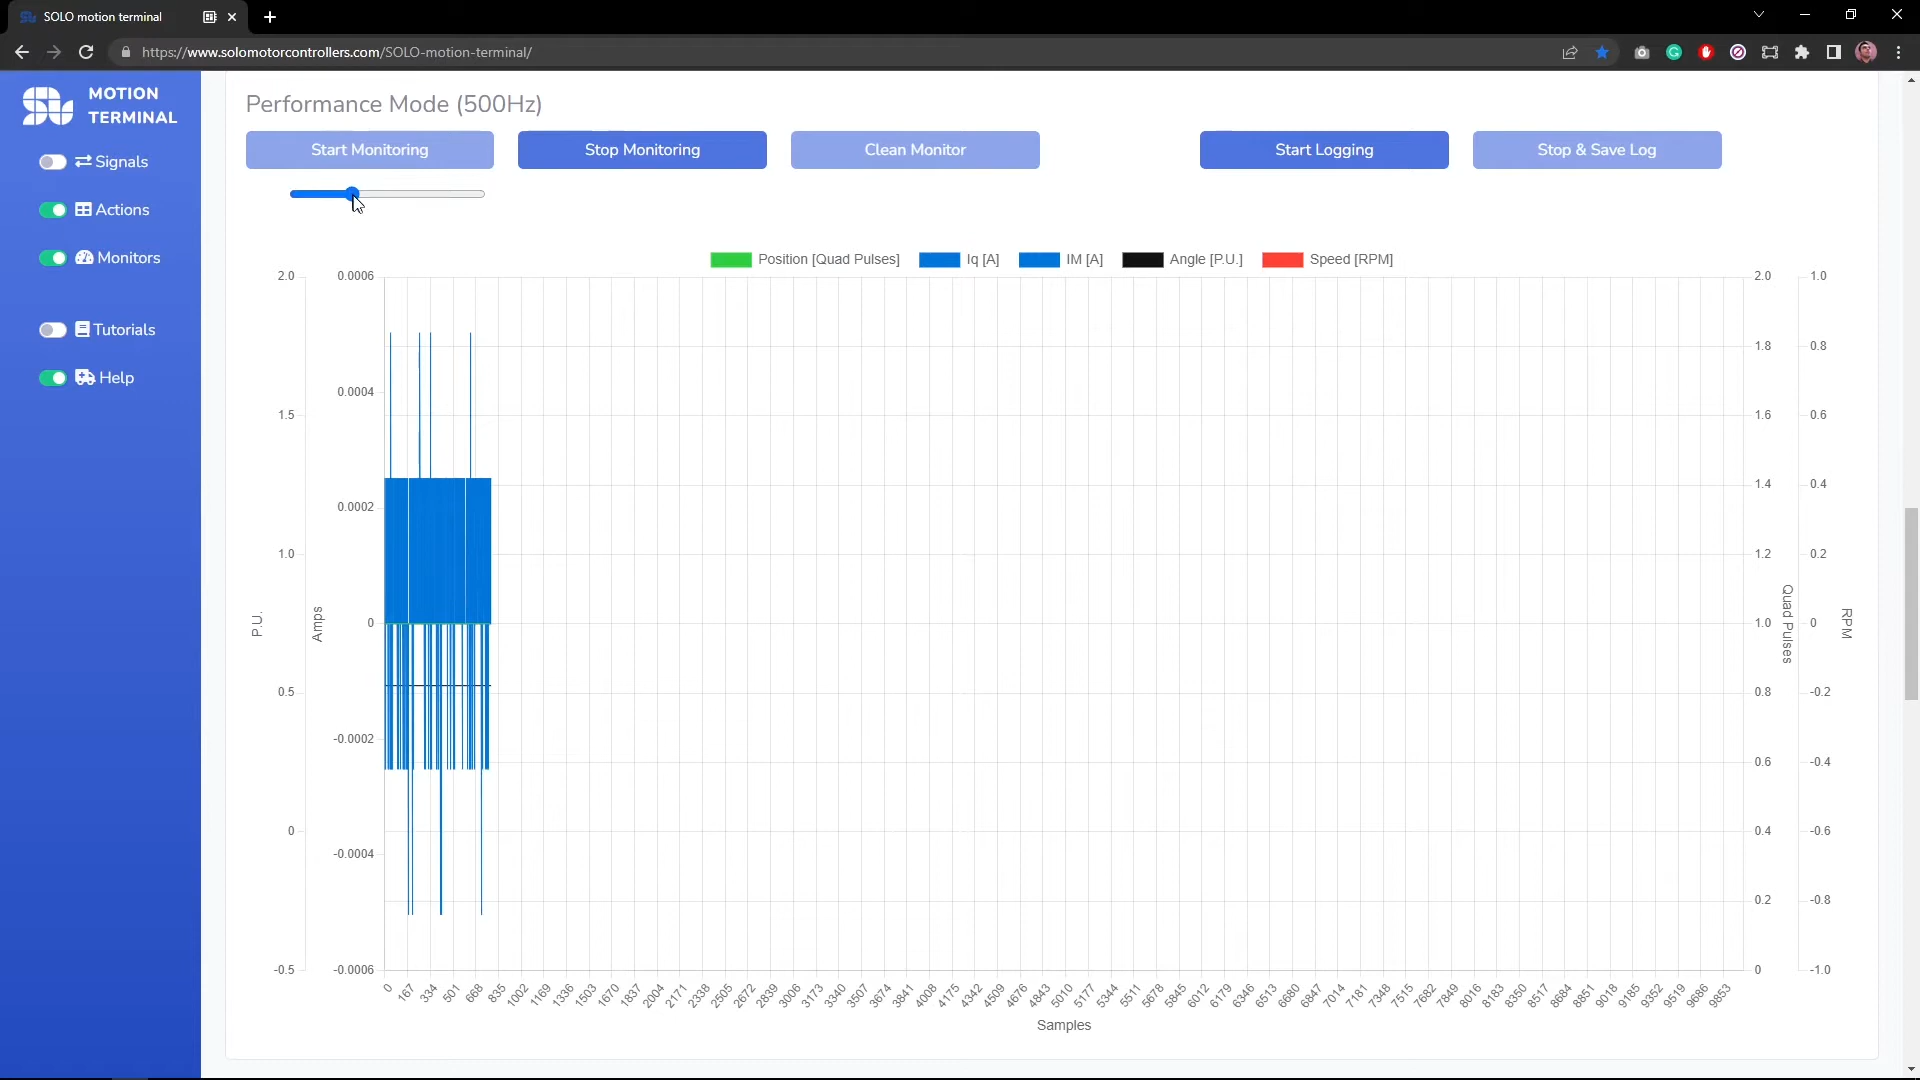 SOLO motion terminal
https://www.solomotorcontrollers.com/SOLO-motion-terminal/
MOTION
TERMINAL
Signals
Actions
Monitors
Tutorials
Help
Performance Mode (500Hz)
Start Monitoring Stop Monitoring Clean Monitor Start Logging Stop & Save Log
Position [Quad Pulses] Iq [A] IM [A] Angle [P.U.] Speed [RPM]
P.U.
2.0
1.5
1.0
0.5
0
-0.5
Amps
0.0006
0.0004
0.0002
0
-0.0002
-0.0004
-0.0006
2.0
1.8
1.6
1.4
1.2
1.0
0.8
0.6
0.4
0.2
0
Quad Pulses
1.0
0.8
0.6
0.4
0.2
0
-0.2
-0.4
-0.6
-0.8
-1.0
RPM
0 167 334 501 668 835 1002 1169 1336 1503 1670 1837 2004 2171 2338 2505 2672 2839 3006 3173 3340 3507 3674 3841 4008 4175 4342 4509 4676 4843 5010 5177 5344 5511 5678 5845 6012 6179 6346 6513 6680 6847 7014 7181 7348 7515 7682 7849 8016 8183 8350 8517 8684 8851 9018 9185 9352 9519 9686 9853
Samples